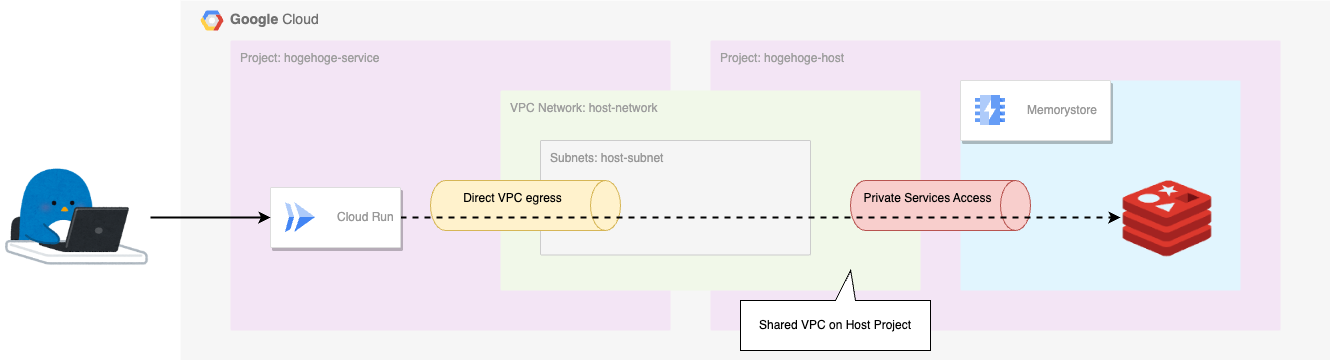 Google Cloud
Project: hogehoge-service
Project: hogehoge-host
VPC Network: host-network
Memorystore
Subnets: host-subnet
Direct VPC egress
Private Services Access
Cloud Run
Shared VPC on Host Project